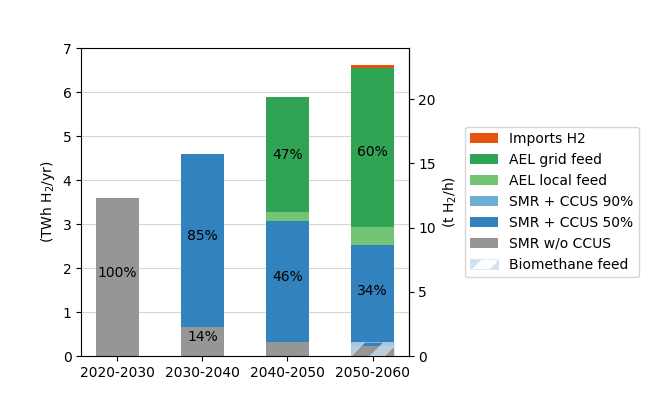 7
6
5
4
3
2
1
0
(TWh H₂/yr)
100%
85%
14%
47%
46%
60%
34%
20
15
10
5
0
(t H₂/h)
2020-2030
2030-2040
2040-2050
2050-2060
Imports H2
AEL grid feed
AEL local feed
SMR + CCUS 90%
SMR + CCUS 50%
SMR w/o CCUS
Biomethane feed